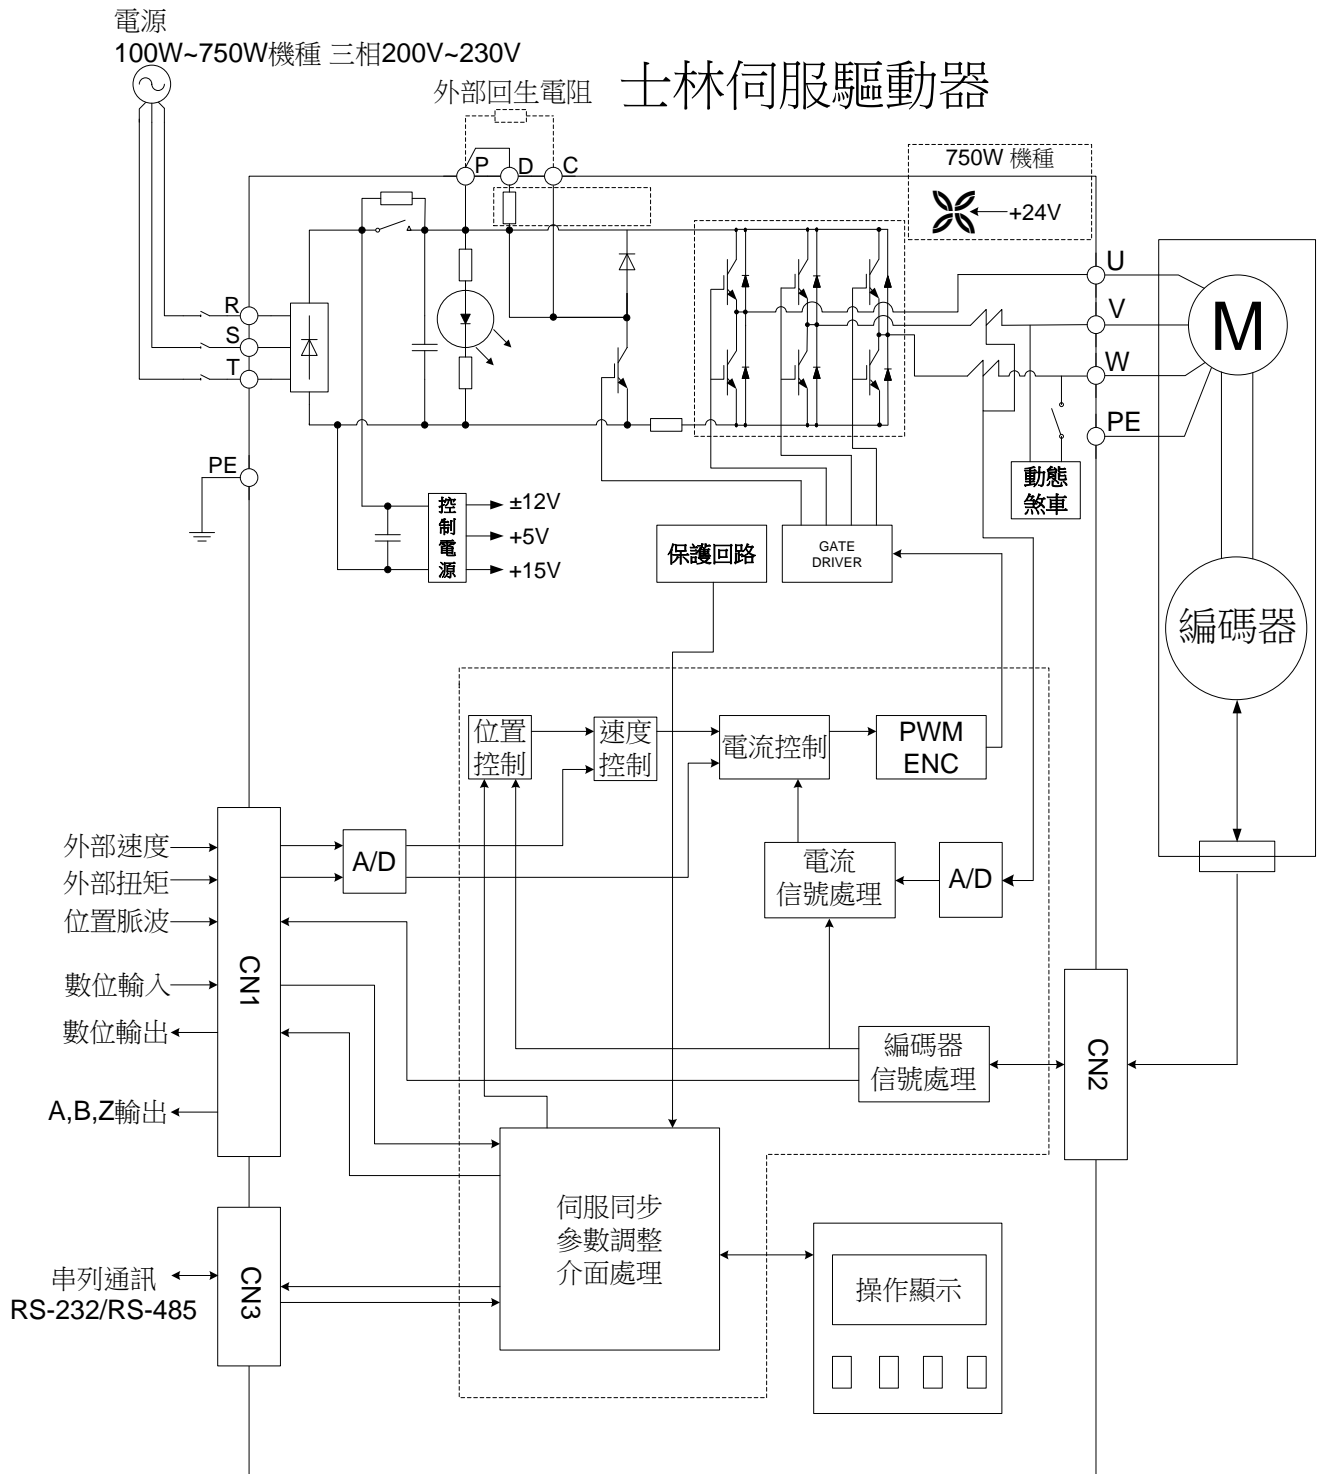 電源
100W~750W機種 三相200V~230V
士林伺服驅動器
外部回生電阻
750W 機種
P
D
C
+24V
U
R
V
M
S
T
W
PE
PE
動態
煞車
控制電源
±12V
+5V
+15V
保護回路
GATE
DRIVER
編碼器
位置
控制
速度
控制
電流控制
PWM
ENC
外部速度
外部扭矩
位置脈波
A/D
電流
信號處理
A/D
數位輸入
數位輸出
A,B,Z輸出
CN1
編碼器
信號處理
CN2
伺服同步
參數調整
介面處理
串列通訊
RS-232/RS-485
CN3
操作顯示